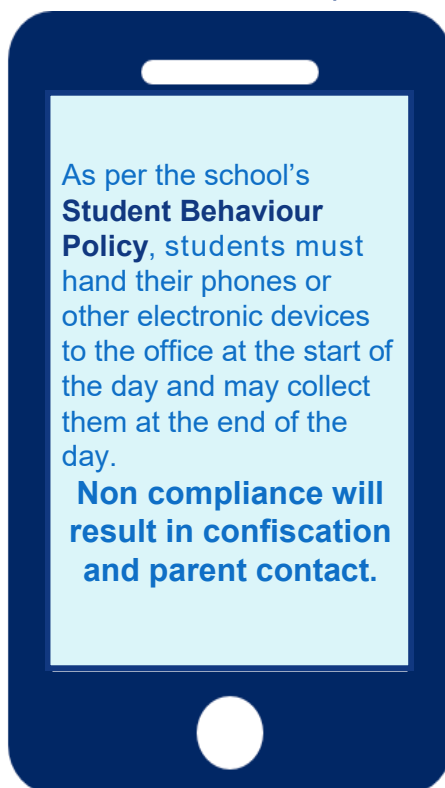 As per the school’s
Student Behaviour
Policy, students must
hand their phones or
other electronic devices
to the office at the start of
the day and may collect
them at the end of the
day.
Non compliance will
result in confiscation
and parent contact.